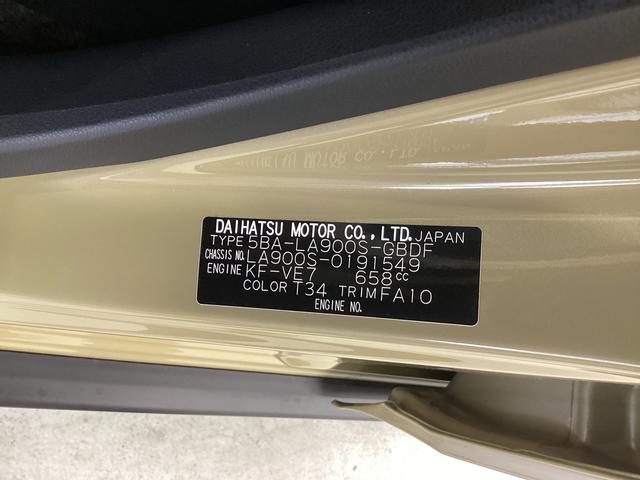 DAIHATSU MOTOR CO., LTD. JAPAN
TYPE 5BA-LA900S-GBDF
CHASSIS NO. LA900S-0191549
ENGINE KF-VE7 658CC
COLOR T34 TRIM FA10
ENGINE NO.